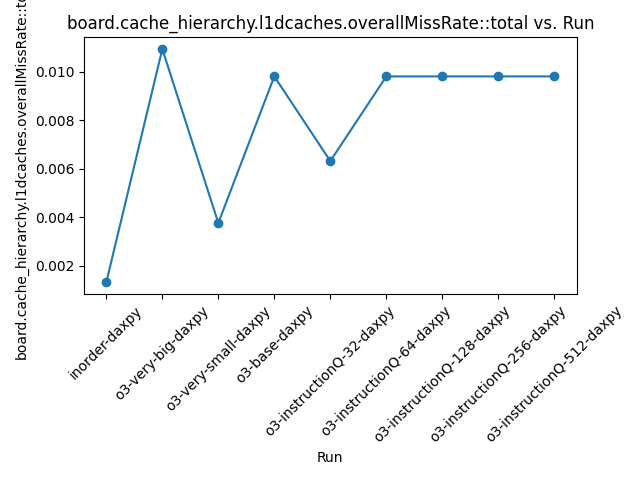 board.cache_hierarchy.l1dcaches.overallMissRate::total vs. Run
board.cache_hierarchy.l1dcaches.overallMissRate::to
0.010
0.008
0.006
0.004
0.002
inorder-daxpy
o3-very-big-daxpy
o3-very-small-daxpy
o3-base-daxpy
o3-instructionQ-32-daxpy
o3-instructionQ-64-daxpy
o3-instructionQ-128-daxpy
o3-instructionQ-256-daxpy
o3-instructionQ-512-daxpy
Run